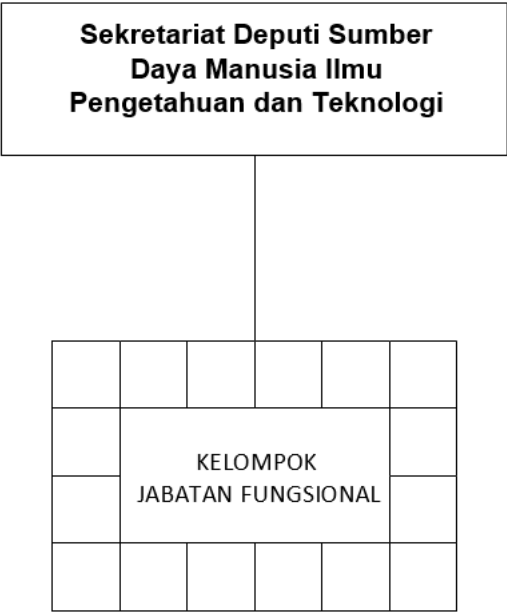 Sekretariat Deputi Sumber
Daya Manusia Ilmu
Pengetahuan dan Teknologi
KELOMPOK
JABATAN FUNGSIONAL